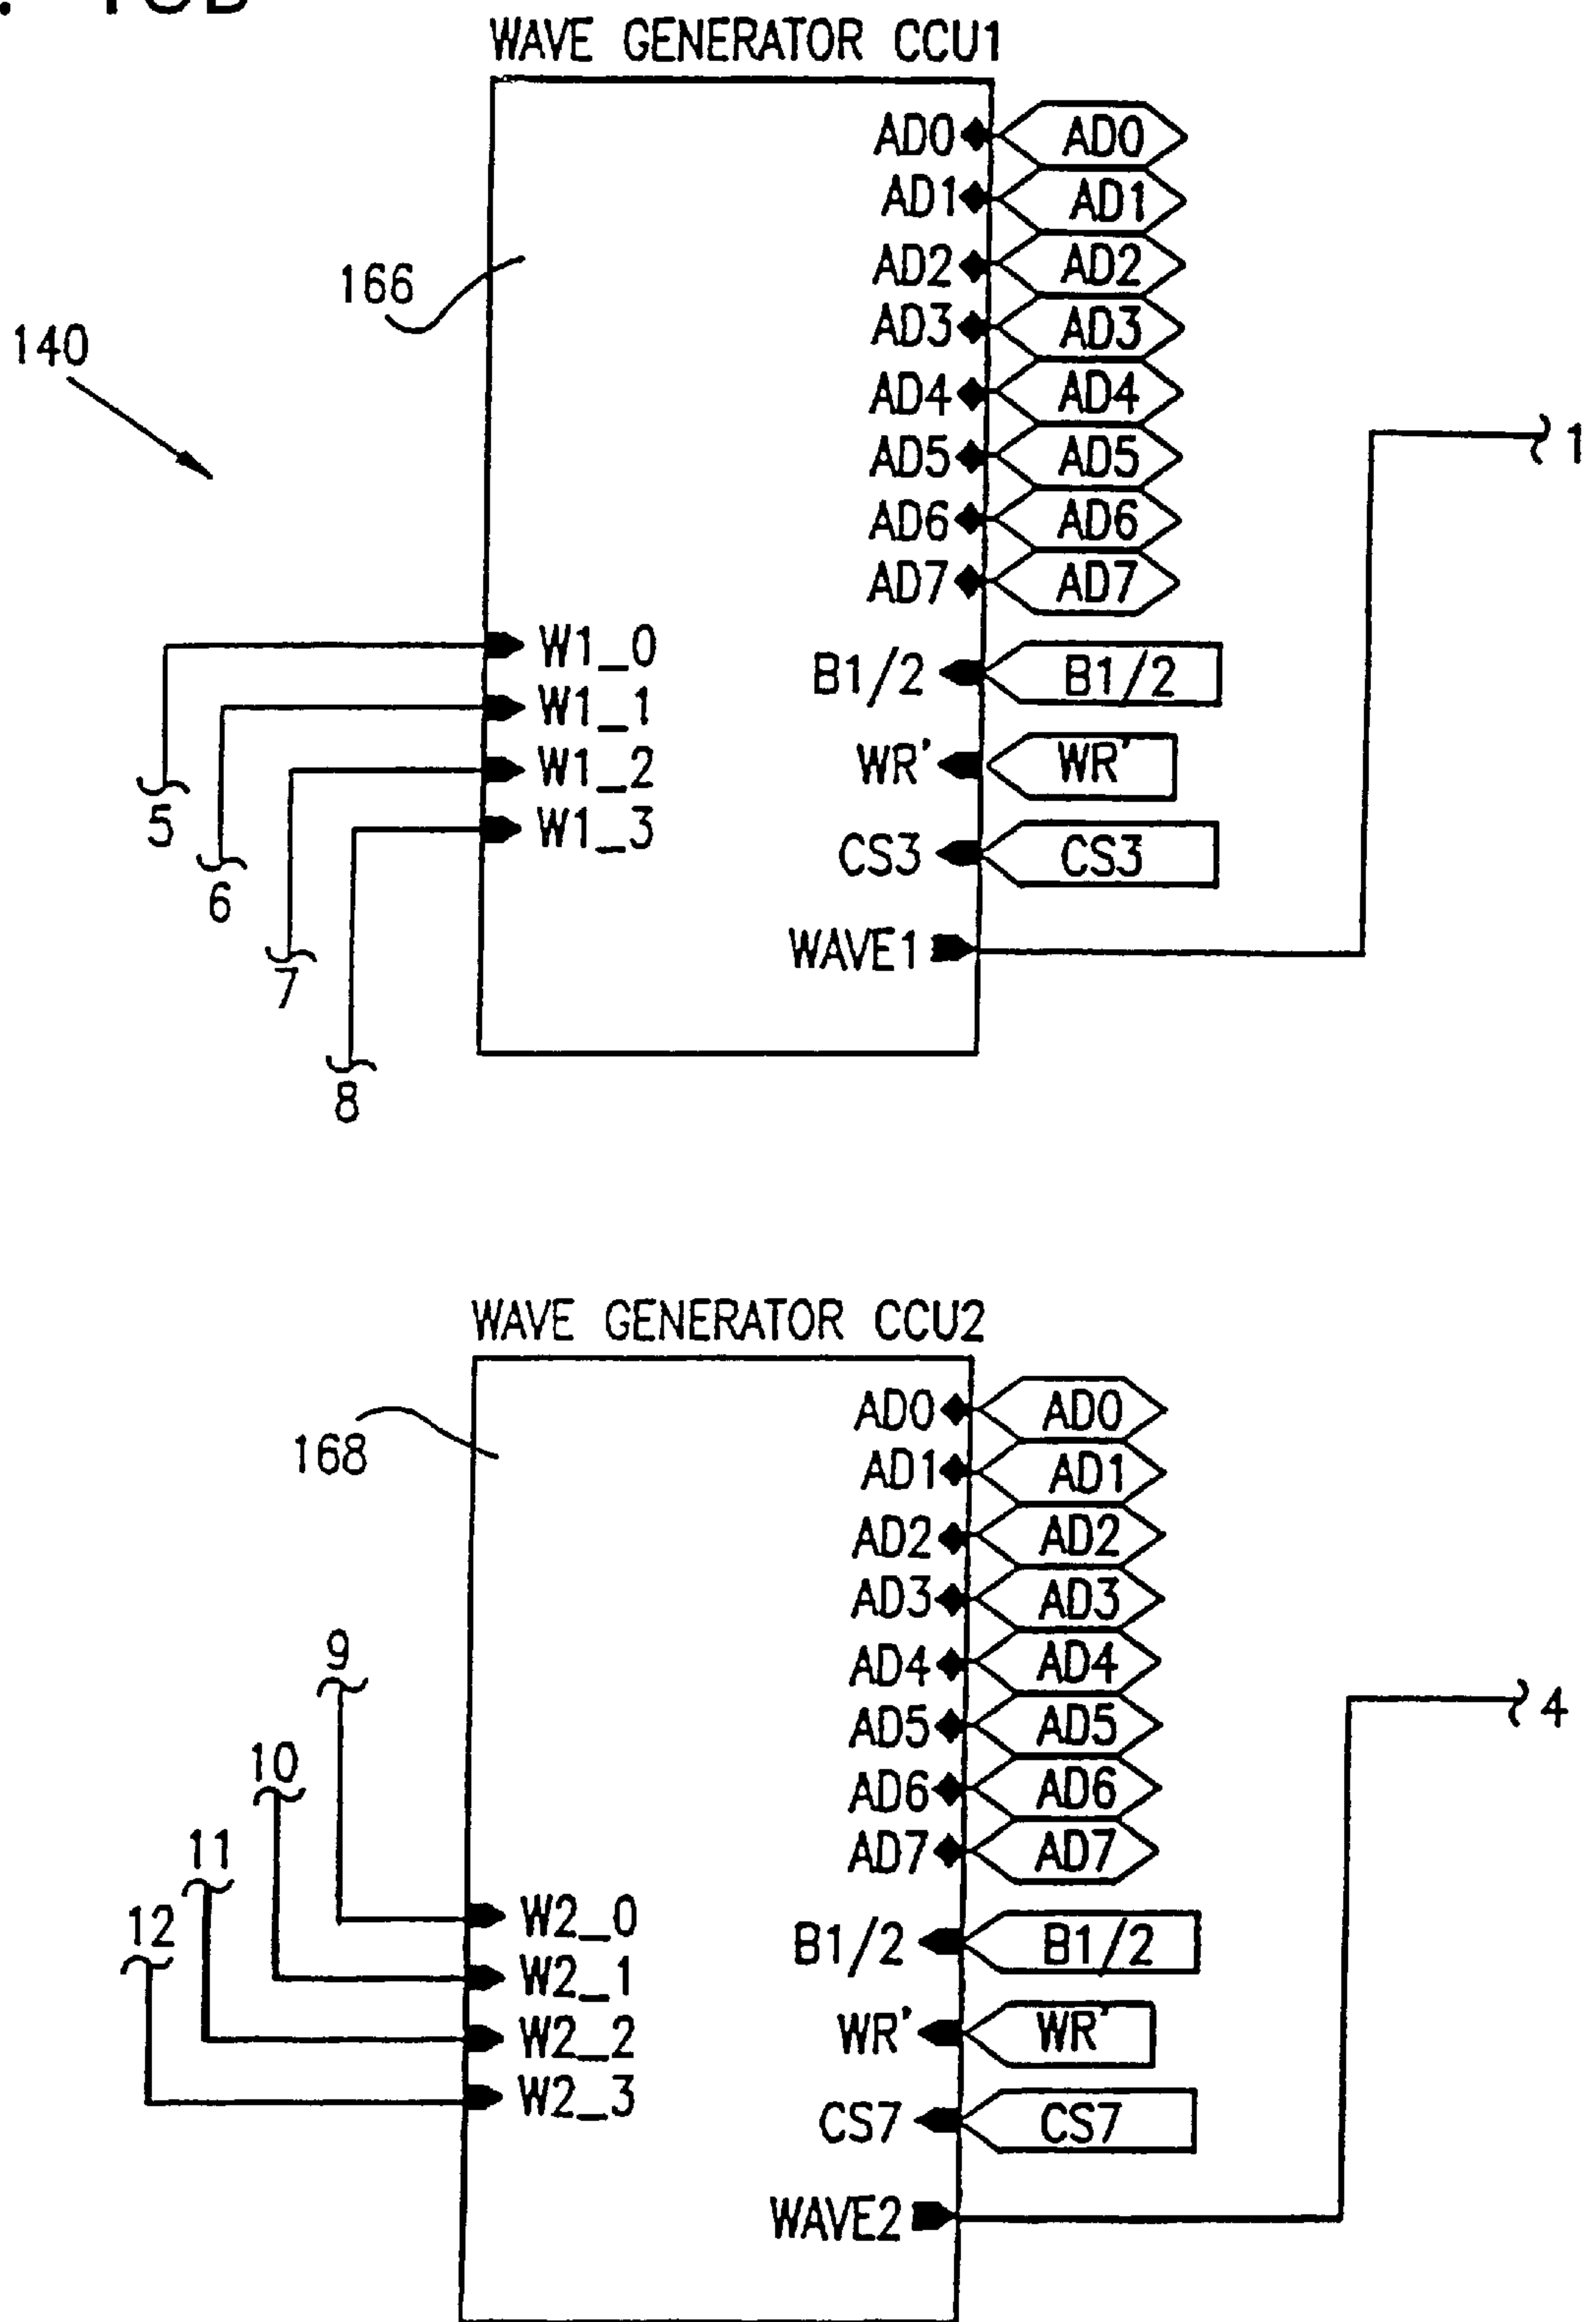 WAVE GENERATOR CCU1
AD0 AD0
AD1 AD1
166
AD2 AD2
140
AD3 AD3
AD4 AD4
1
AD5 AD5
AD6 AD6
AD7 AD7
W1_0
B1/2 B1/2
W1_1
W1_2
WR' WR'
5
W1_3
CS3 CS3
6
WAVE1
7
8
WAVE GENERATOR CCU2
AD0 AD0
168
AD1 AD1
AD2 AD2
AD3 AD3
9
AD4 AD4
4
AD5 AD5
10
AD6 AD6
11
AD7 AD7
12
W2_0
B1/2 B1/2
W2_1
W2_2
WR' WR'
W2_3
CS7 CS7
WAVE2